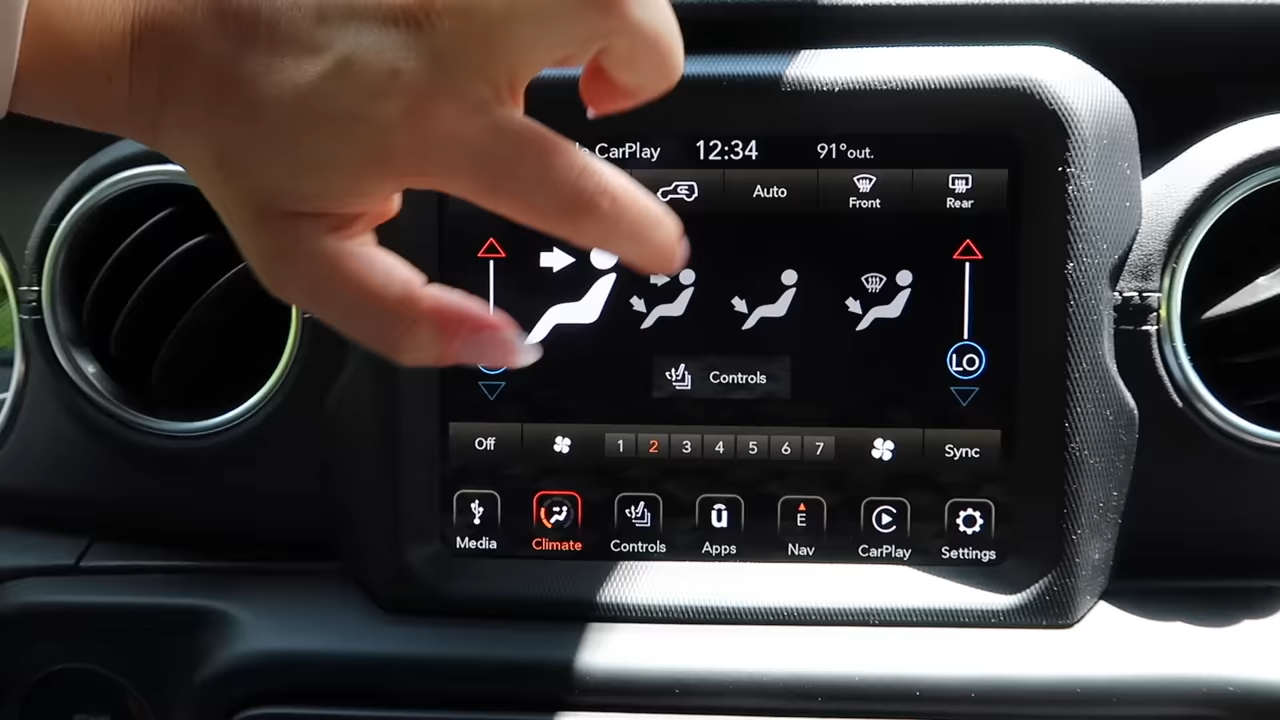 CarPlay 12:34 91°out.
Auto Front Rear
LO
Controls
Off 1 2 3 4 5 6 7 Sync
E
Media Climate Controls Apps Nav CarPlay Settings